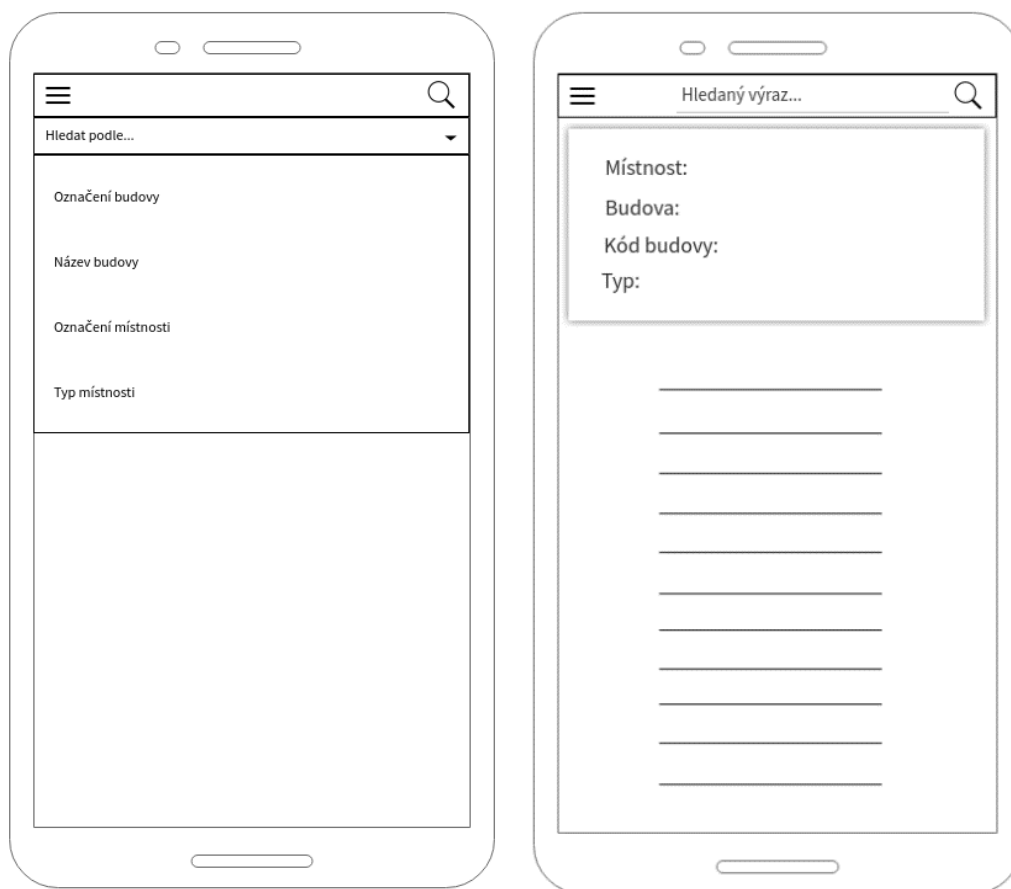 Hledat podle...
Označení budovy
Název budovy
Označení místnosti
Typ místnosti
Hledaný výraz...
Místnost:
Budova:
Kód budovy:
Typ: